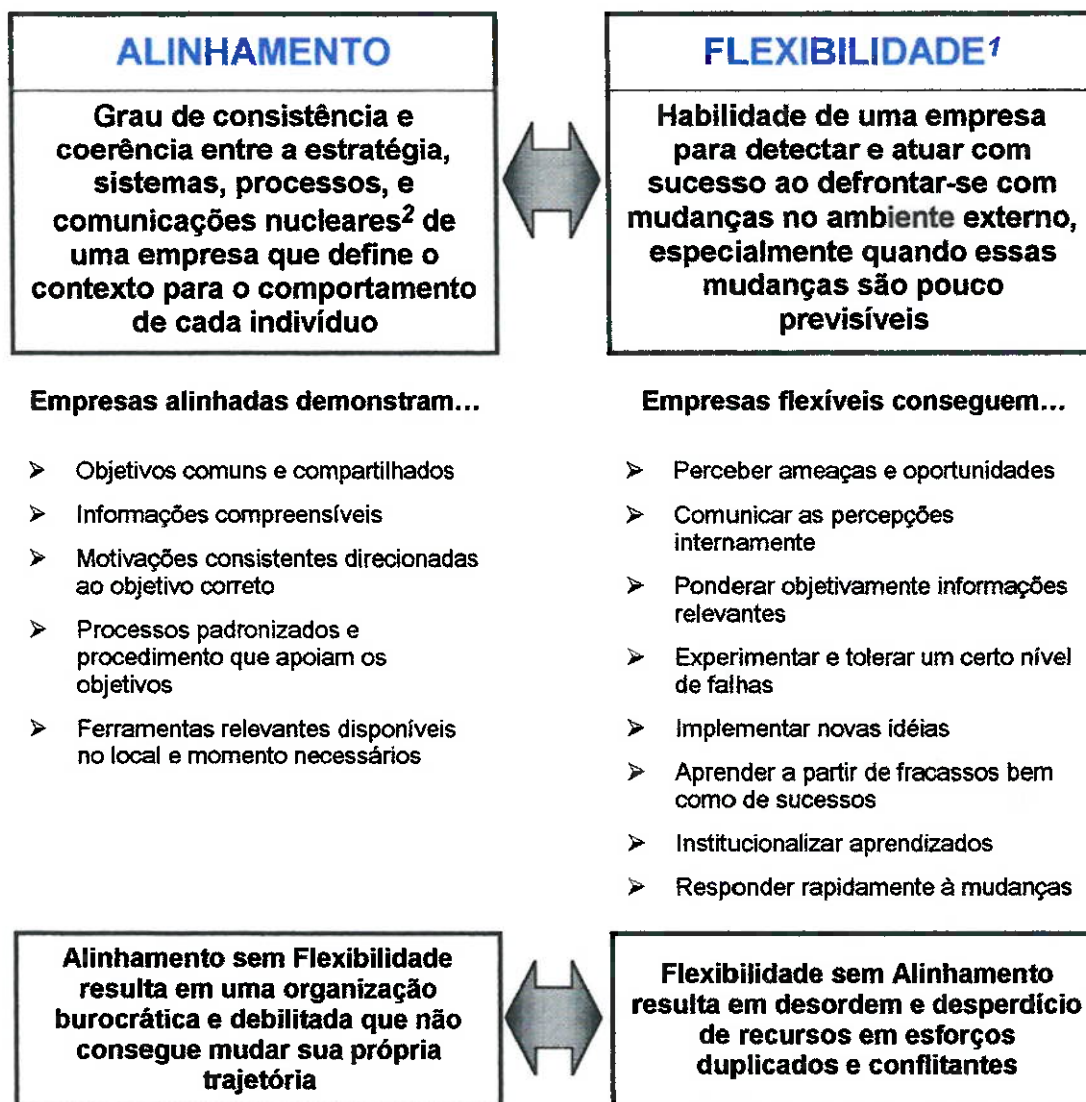 ALINHAMENTO
Grau de consistência e
coerência entre a estratégia,
sistemas, processos, e
comunicações nucleares² de
uma empresa que define o
contexto para o comportamento
de cada indivíduo
FLEXIBILIDADE¹
Habilidade de uma empresa
para detectar e atuar com
sucesso ao defrontar-se com
mudanças no ambiente externo,
especialmente quando essas
mudanças são pouco
previsíveis
Empresas alinhadas demonstram...
➢ Objetivos comuns e compartilhados
➢ Informações compreensíveis
➢ Motivações consistentes direcionadas
ao objetivo correto
➢ Processos padronizados e
procedimento que apoiam os
objetivos
➢ Ferramentas relevantes disponíveis
no local e momento necessários
Empresas flexíveis conseguem...
➢ Perceber ameaças e oportunidades
➢ Comunicar as percepções
internamente
➢ Ponderar objetivamente informações
relevantes
➢ Experimentar e tolerar um certo nível
de falhas
➢ Implementar novas idéias
➢ Aprender a partir de fracassos bem
como de sucessos
➢ Institucionalizar aprendizados
➢ Responder rapidamente à mudanças
Alinhamento sem Flexibilidade
resulta em uma organização
burocrática e debilitada que não
consegue mudar sua própria
trajetória
Flexibilidade sem Alinhamento
resulta em desordem e desperdício
de recursos em esforços
duplicados e conflitantes